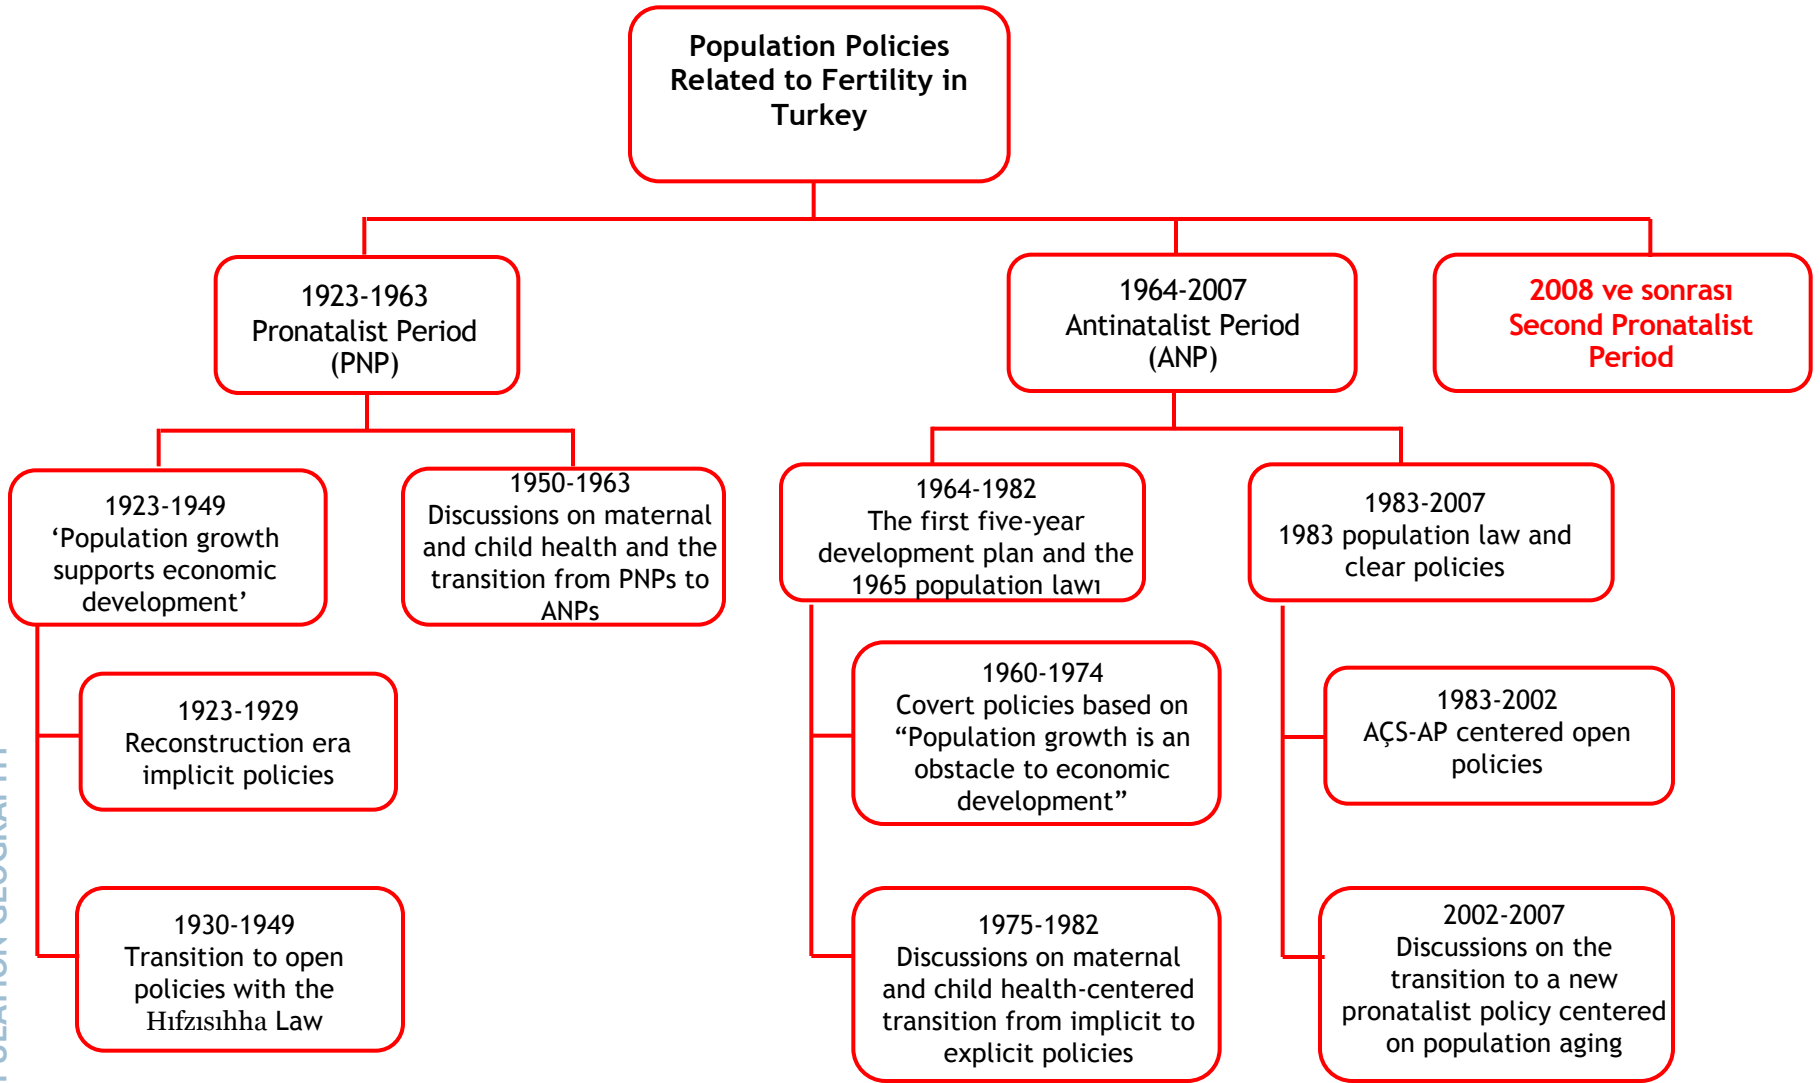 Population Policies
Related to Fertility in
Turkey
1923-1963
Pronatalist Period
(PNP)
1964-2007
Antinatalist Period
(ANP)
2008 ve sonrası
Second Pronatalist
Period
1923-1949
‘Population growth
supports economic
development’
1950-1963
Discussions on maternal
and child health and the
transition from PNPs to
ANPs
1964-1982
The first five-year
development plan and the
1965 population lawı
1983-2007
1983 population law and
clear policies
1923-1929
Reconstruction era
implicit policies
1960-1974
Covert policies based on
“Population growth is an
obstacle to economic
development”
1983-2002
AÇS-AP centered open
policies
1930-1949
Transition to open
policies with the
Hıfzısıhha Law
1975-1982
Discussions on maternal
and child health-centered
transition from implicit to
explicit policies
2002-2007
Discussions on the
transition to a new
pronatalist policy centered
on population aging
GEOGRAPHY